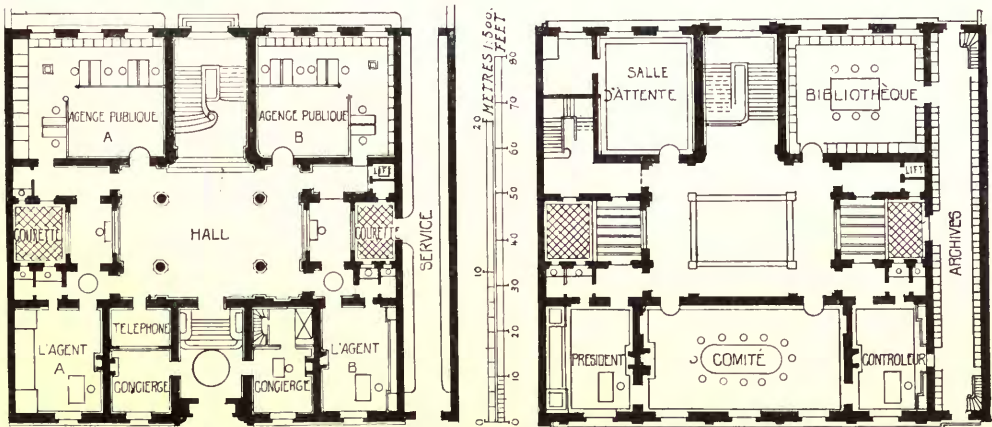 AGENCE PUBLIQUE
A
AGENCE PUBLIQUE
B
LIFT
COURETTE
HALL
COURETTE
SERVICE
TELEPHONE
L'AGENT
A
L'AGENT
B
CONCIERGE
CONCIERGE
METRES 1:500.
FEET
80
70
20
60
50
40
10
30
20
10
0
0
SALLE
D'ATTENTE
BIBLIOTHÈQUE
LIFT
ARCHIVES
PRESIDENT
COMITÉ
CONTROLEUR